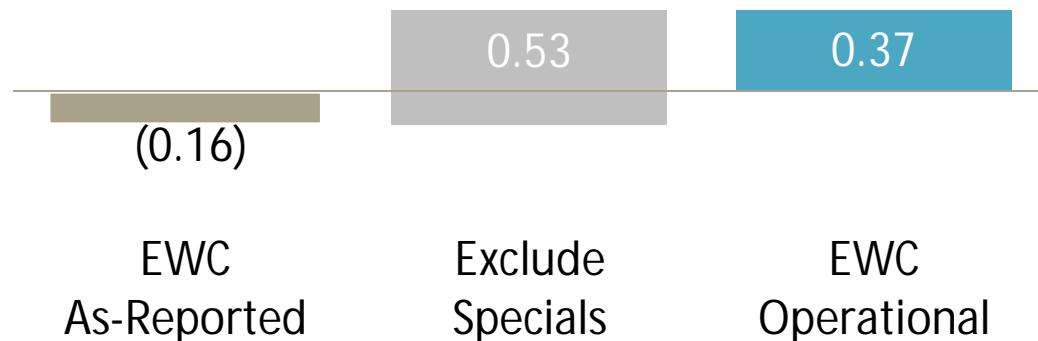 0.53
0.37
(0.16)
EWC
As-Reported
Exclude
Specials
EWC
Operational